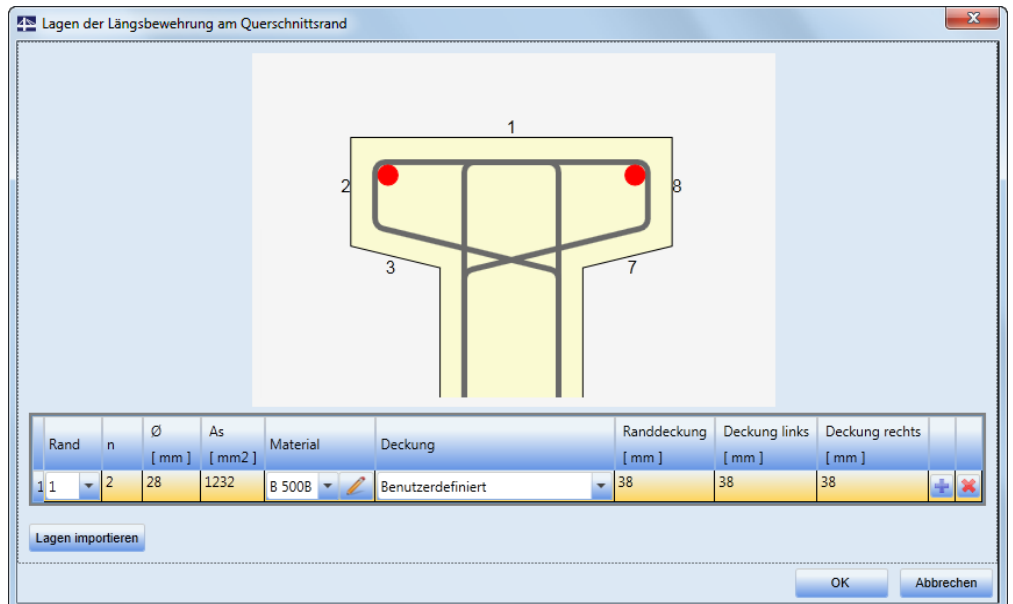 Lagen der Längsbewehrung am Querschnittsrand
1
2
8
3
7
Rand n Ø [ mm ] As [ mm2 ] Material Deckung Randdeckung [ mm ] Deckung links [ mm ] Deckung rechts [ mm ]
1 1 2 28 1232 B 500B Benutzerdefiniert 38 38 38
Lagen importieren
OK Abbrechen